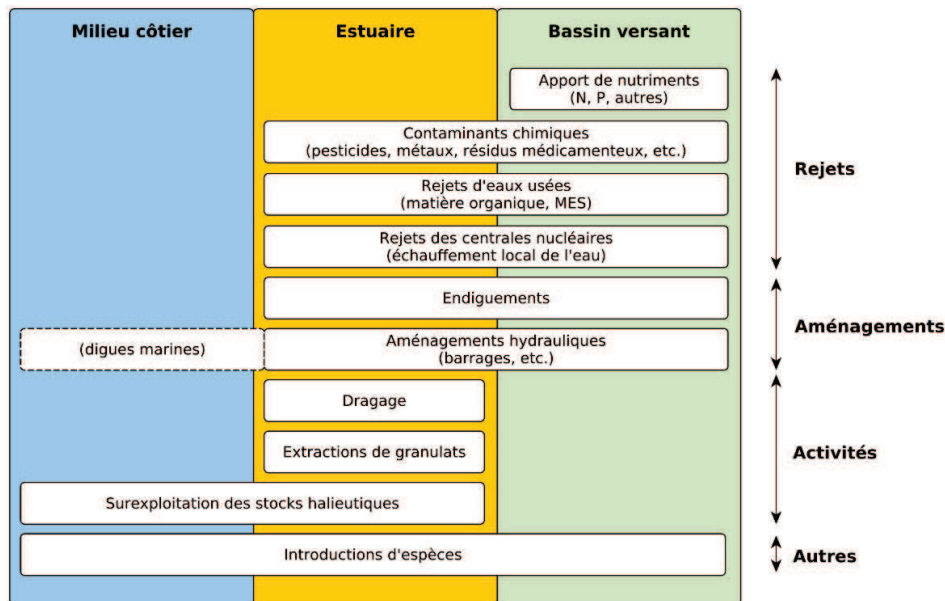 Milieu côtier
Estuaire
Bassin versant
Apport de nutriments
(N, P, autres)
Contaminants chimiques
(pesticides, métaux, résidus médicamenteux, etc.)
Rejets d'eaux usées
(matière organique, MES)
Rejets des centrales nucléaires
(échauffement local de l'eau)
Rejets
Endiguements
(digues marines)
Aménagements hydrauliques
(barrages, etc.)
Aménagements
Dragage
Extractions de granulats
Surexploitation des stocks halieutiques
Activités
Introductions d'espèces
Autres